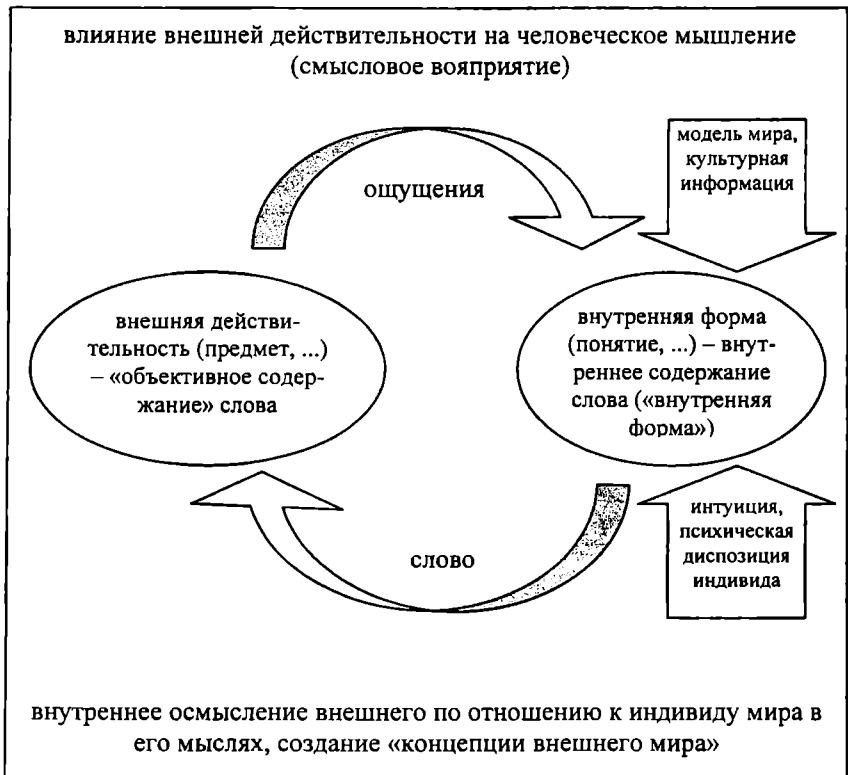 влияние внешней действительности на человеческое мышление
(смысловое вояприятие)
модель мира,
культурная
информация
ощущения
внешняя действи-
тельность (предмет, ...)
– «объективное содер-
жание» слова
внутренняя форма
(понятие, ...) – внут-
реннее содержание
слова («внутренняя
форма»)
интуиция,
психическая
диспозиция
индивида
слово
внутреннее осмысление внешнего по отношению к индивиду мира в
его мыслях, создание «концепции внешнего мира»